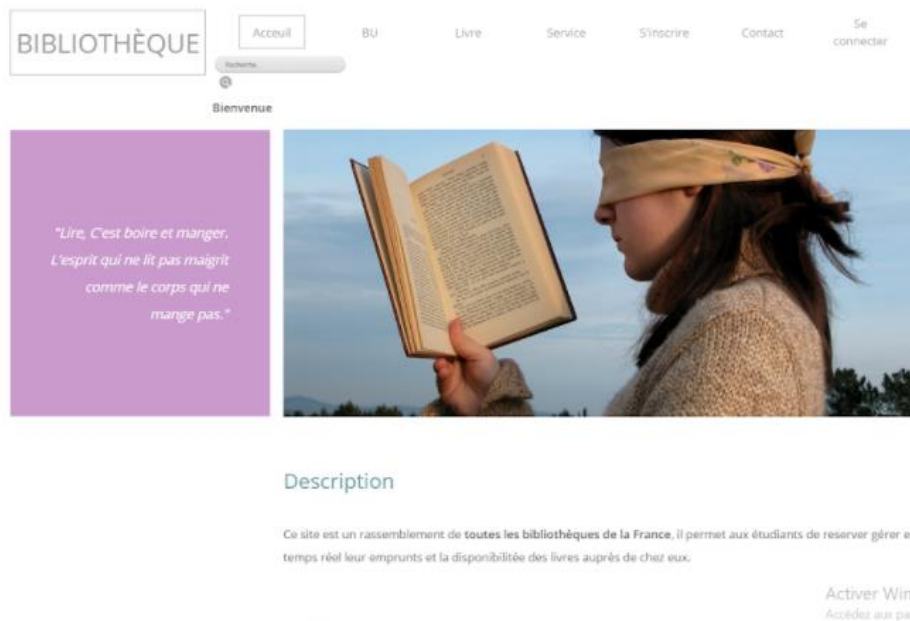 BIBLIOTHÈQUE
Acceuil
BU
Livre
Service
S'inscrire
Contact
Se
connecter
Recherche...
Bienvenue
"Lire, C'est boire et manger.
L'esprit qui ne lit pas maigrit
comme le corps qui ne
mange pas."
Description
Ce site est un rassemblement de toutes les bibliothèques de la France, il permet aux étudiants de reserver gérer e
temps réel leur emprunts et la disponibilitée des livres auprès de chez eux.
Activer Win
Accédez aux pa